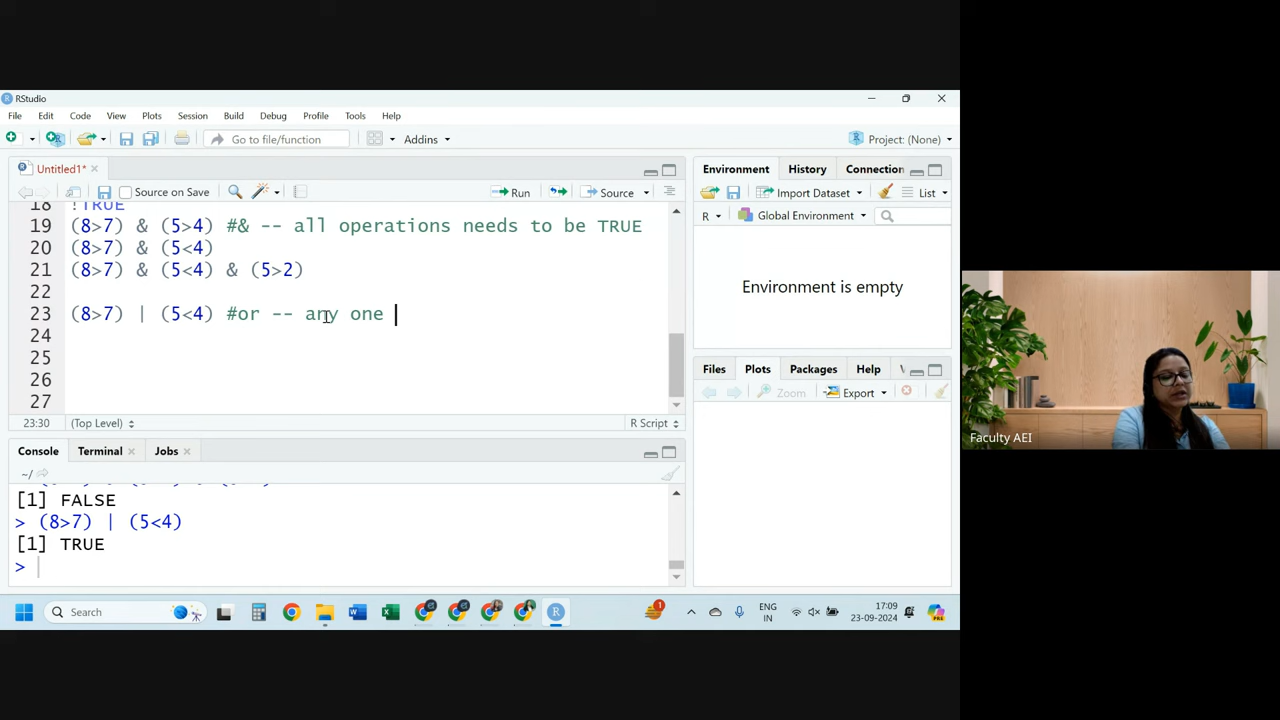 RStudio
File Edit Code View Plots Session Build Debug Profile Tools Help
Go to file/function Addins Project: (None)
Untitled1*
Source on Save Run Source
18 !TRUE
19 (8>7) & (5>4) #& -- all operations needs to be TRUE
20 (8>7) & (5<4)
21 (8>7) & (5<4) & (5>2)
22
23 (8>7) | (5<4) #or -- any one
24
25
26
27
23:30 (Top Level) R Script
Console Terminal Jobs
~/
[1] FALSE
> (8>7) | (5<4)
[1] TRUE
>
Environment History Connection
Import Dataset List
R Global Environment
Environment is empty
Files Plots Packages Help
Zoom Export
Faculty AEI
Search
ENG
IN
17:09
23-09-2024